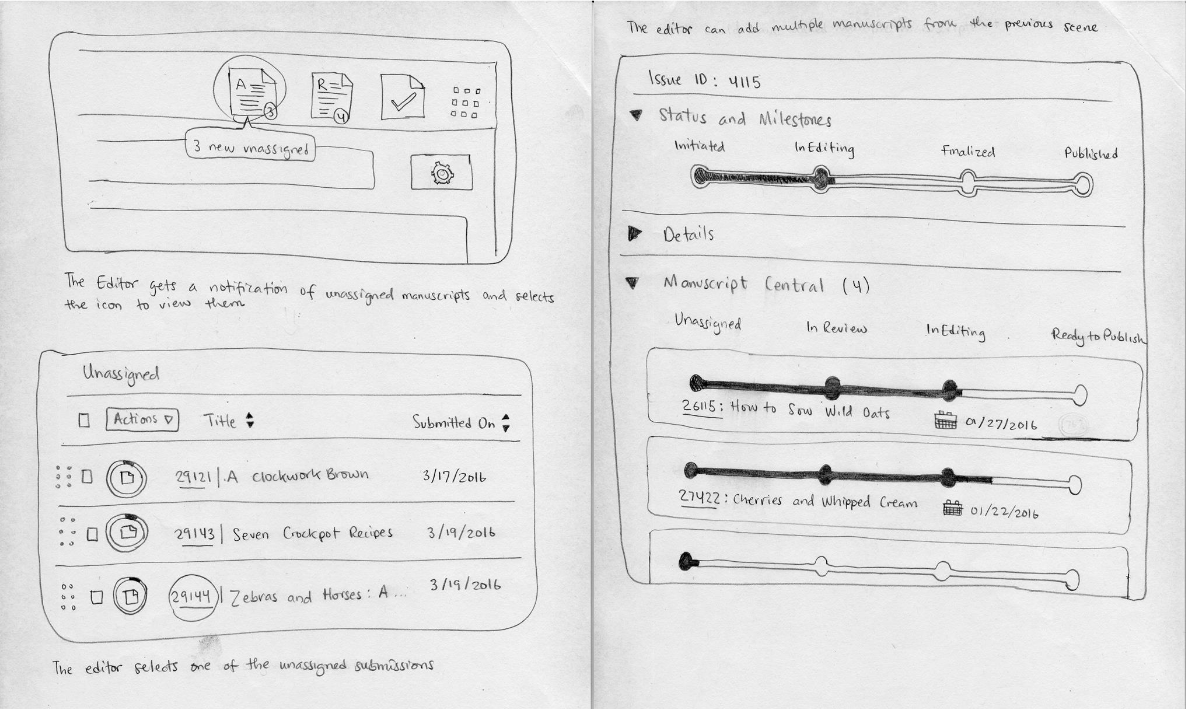 A
3
R
4
3 new unassigned
The Editor gets a notification of unassigned manuscripts and selects
the icon to view them
Unassigned
Actions Title Submitted On
29121 | A Clockwork Brown 3/17/2016
29143 | Seven Crockpot Recipes 3/19/2016
29144 | Zebras and Horses: A ... 3/19/2016
The editor selects one of the unassigned submissions
The editor can add multiple manuscripts from the previous scene
Issue ID: 4115
Status and Milestones
Initiated In Editing Finalized Published
Details
Manuscript Central (4)
Unassigned In Review In Editing Ready to Publish
26115: How to Sow Wild Oats 01/27/2016
27422: Cherries and Whipped Cream 01/22/2016